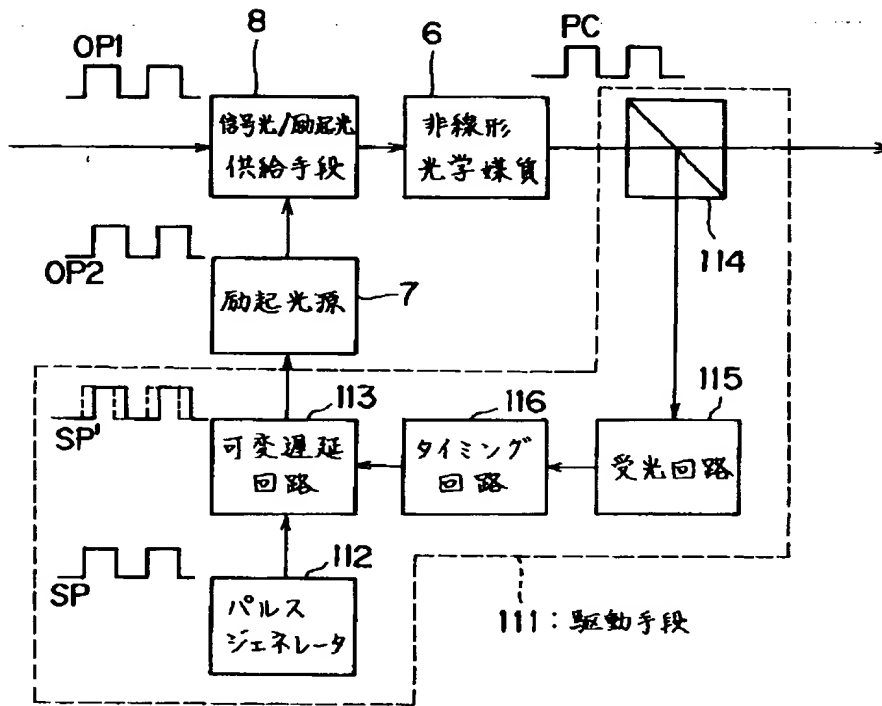 OP1
8
6
PC
信号光/励起光
供給手段
非線形
光学媒質
114
OP2
励起光源
7
SP'
113
116
115
可変遅延
回路
タイミング
回路
受光回路
SP
112
パルス
ジェネレータ
111:駆動手段